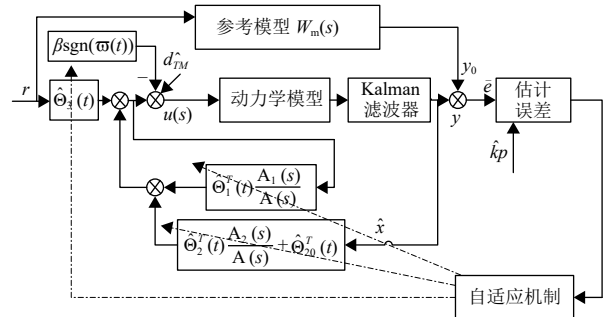 参考模型 W_m(s)
βsgn(ϖ(t))
d̂_TM
−
y_0
r
Θ̂_3(t)
u(s)
动力学模型
Kalman
滤波器
y
ē
估计
误差
k̂p
Θ̂_1^T(t) A_1(s)/A(s)
Θ̂_2^T(t) A_2(s)/A(s) + Θ̂_20^T(t)
x̂
自适应机制